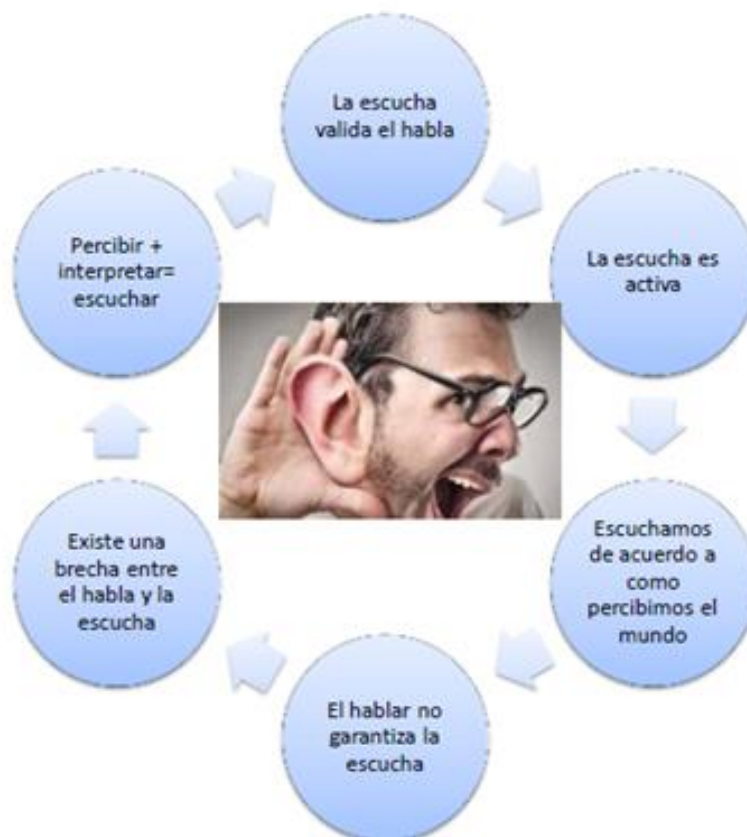 La escucha
valida el habla
La escucha es
activa
Escuchamos
de acuerdo a
como
percibimos el
mundo
El hablar no
garantiza la
escucha
Existe una
brecha entre
el habla y la
escucha
Percibir +
interpretar=
escuchar